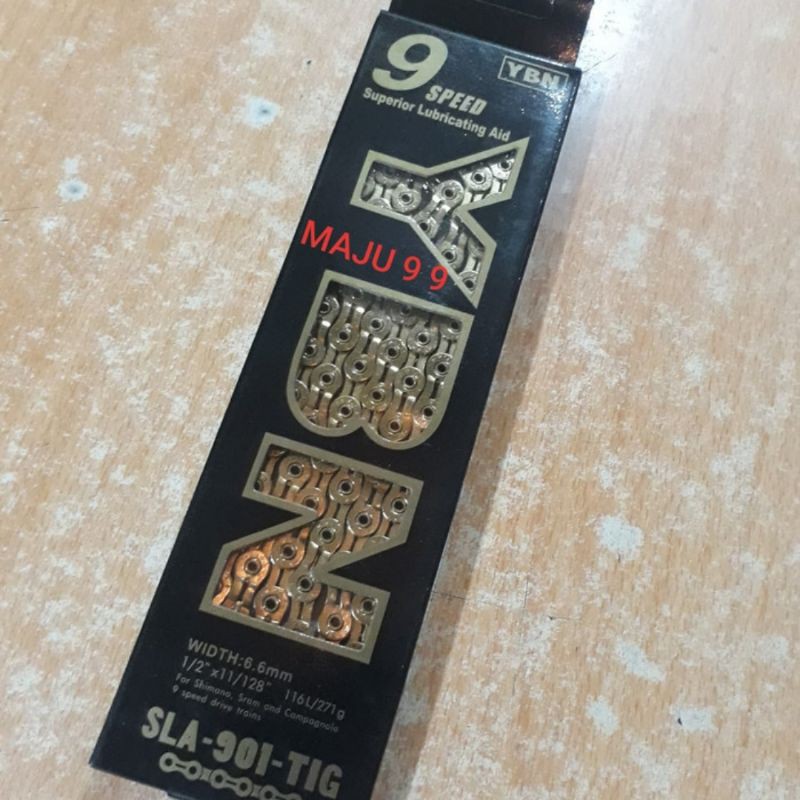 9 SPEED
YBN
Superior Lubricating Aid
YBN
MAJU 9 9
WIDTH:6.6mm
1/2"x11/128" 116L/271g
For Shimano, Sram and Campagnolo
9 speed drive trains
SLA-901-TIG